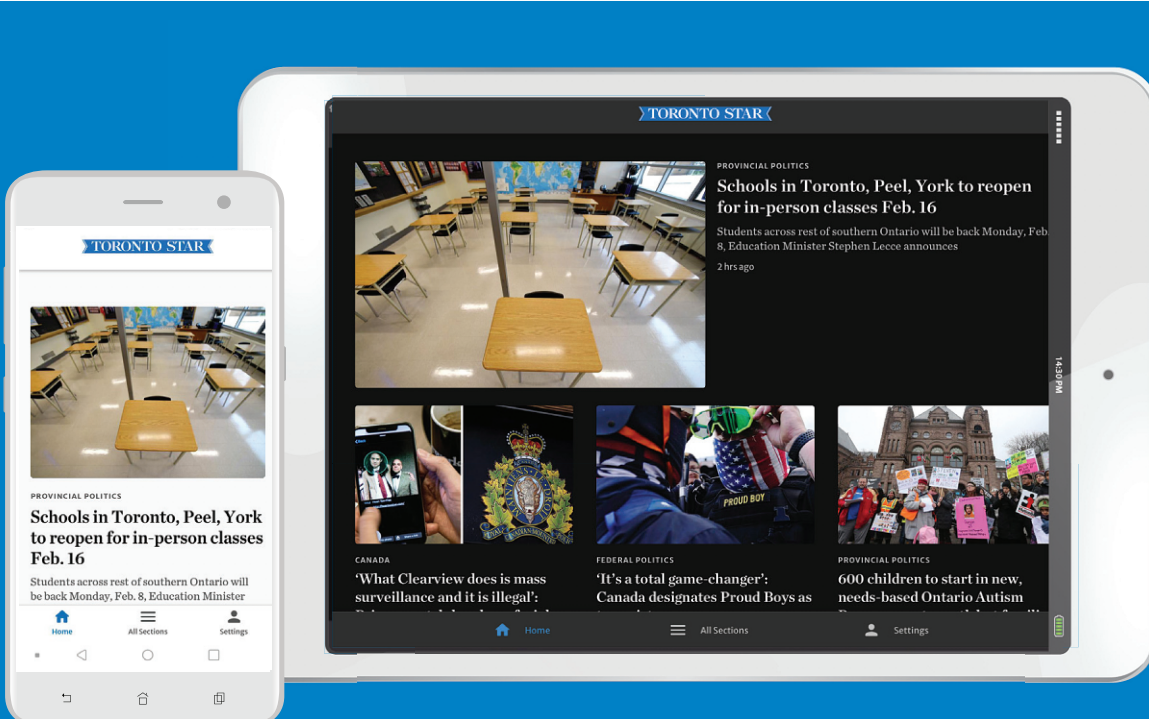 TORONTO STAR
PROVINCIAL POLITICS
Schools in Toronto, Peel, York
to reopen for in-person classes
Feb. 16
Students across rest of southern Ontario will
be back Monday, Feb. 8, Education Minister
Home
All Sections
Settings
TORONTO STAR
PROVINCIAL POLITICS
Schools in Toronto, Peel, York to reopen
for in-person classes Feb. 16
Students across rest of southern Ontario will be back Monday, Feb.
8, Education Minister Stephen Lecce announces
2 hrs ago
PROUD BOY
CANADA
‘What Clearview does is mass
surveillance and it is illegal’:
FEDERAL POLITICS
‘It’s a total game-changer’:
Canada designates Proud Boys as
PROVINCIAL POLITICS
600 children to start in new,
needs-based Ontario Autism
Home
All Sections
Settings
14:30 PM